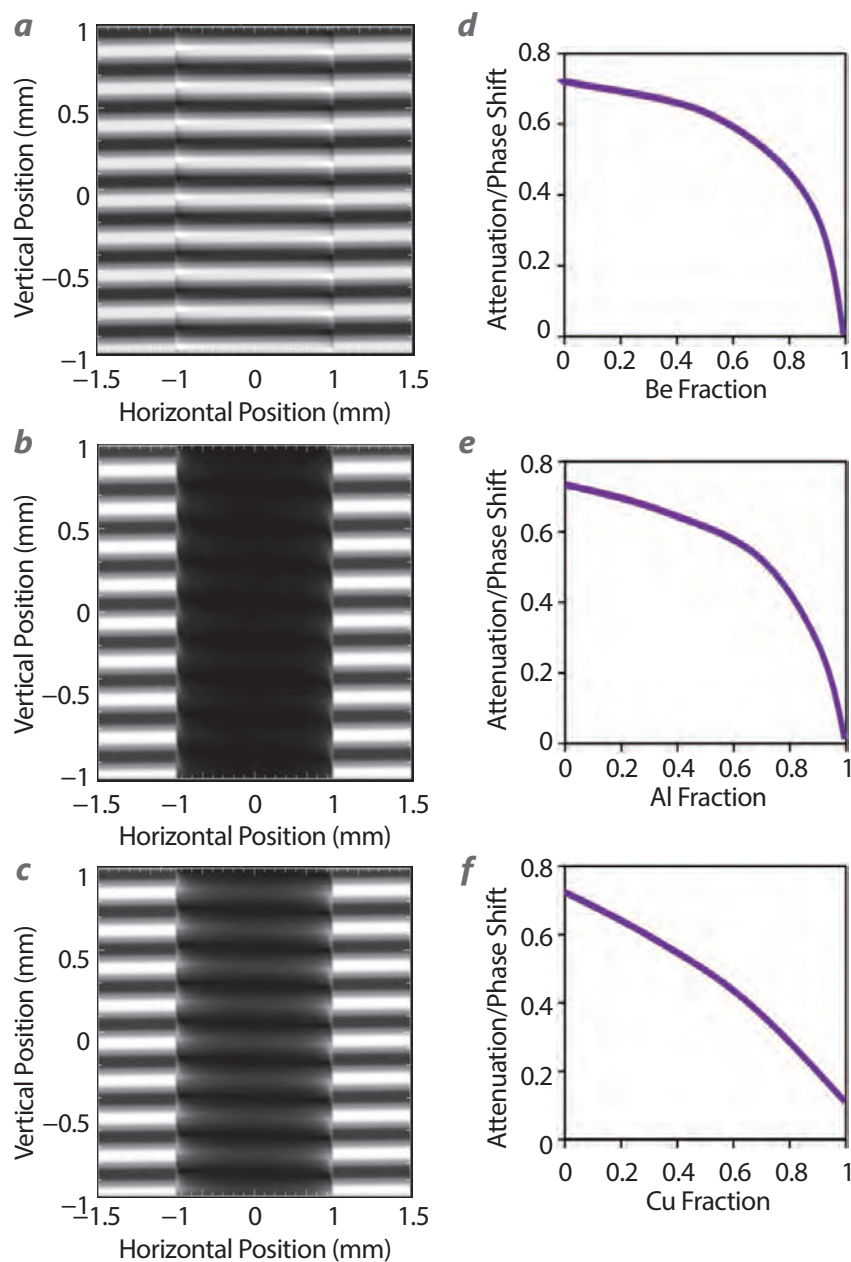 a
1
0.5
0
−0.5
−1
Vertical Position (mm)
−1.5 −1 0 1 1.5
Horizontal Position (mm)
b
1
0.5
0
−0.5
−1
Vertical Position (mm)
−1.5 −1 0 1 1.5
Horizontal Position (mm)
c
1
0.5
0
−0.5
−1
Vertical Position (mm)
−1.5 −1 0 1 1.5
Horizontal Position (mm)
d
0.8
0.6
0.4
0.2
0
Attenuation/Phase Shift
0 0.2 0.4 0.6 0.8 1
Be Fraction
e
0.8
0.6
0.4
0.2
0
Attenuation/Phase Shift
0 0.2 0.4 0.6 0.8 1
Al Fraction
f
0.8
0.6
0.4
0.2
0
Attenuation/Phase Shift
0 0.2 0.4 0.6 0.8 1
Cu Fraction